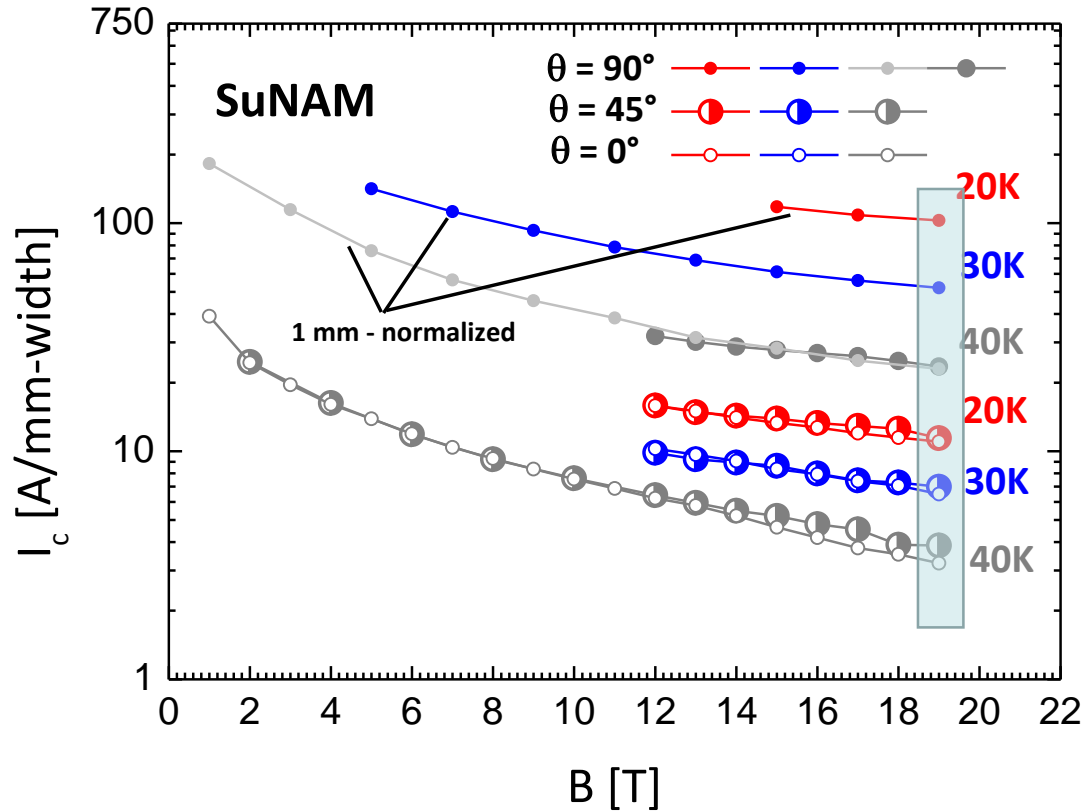 750
100
10
1
I_c [A/mm-width]
SuNAM
θ = 90°
θ = 45°
θ = 0°
1 mm - normalized
20K
30K
40K
20K
30K
40K
0 2 4 6 8 10 12 14 16 18 20 22
B [T]